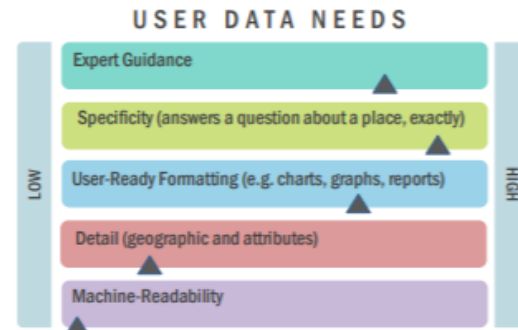 USER DATA NEEDS
Expert Guidance
Specificity (answers a question about a place, exactly)
User-Ready Formatting (e.g. charts, graphs, reports)
Detail (geographic and attributes)
Machine-Readability
LOW
HIGH